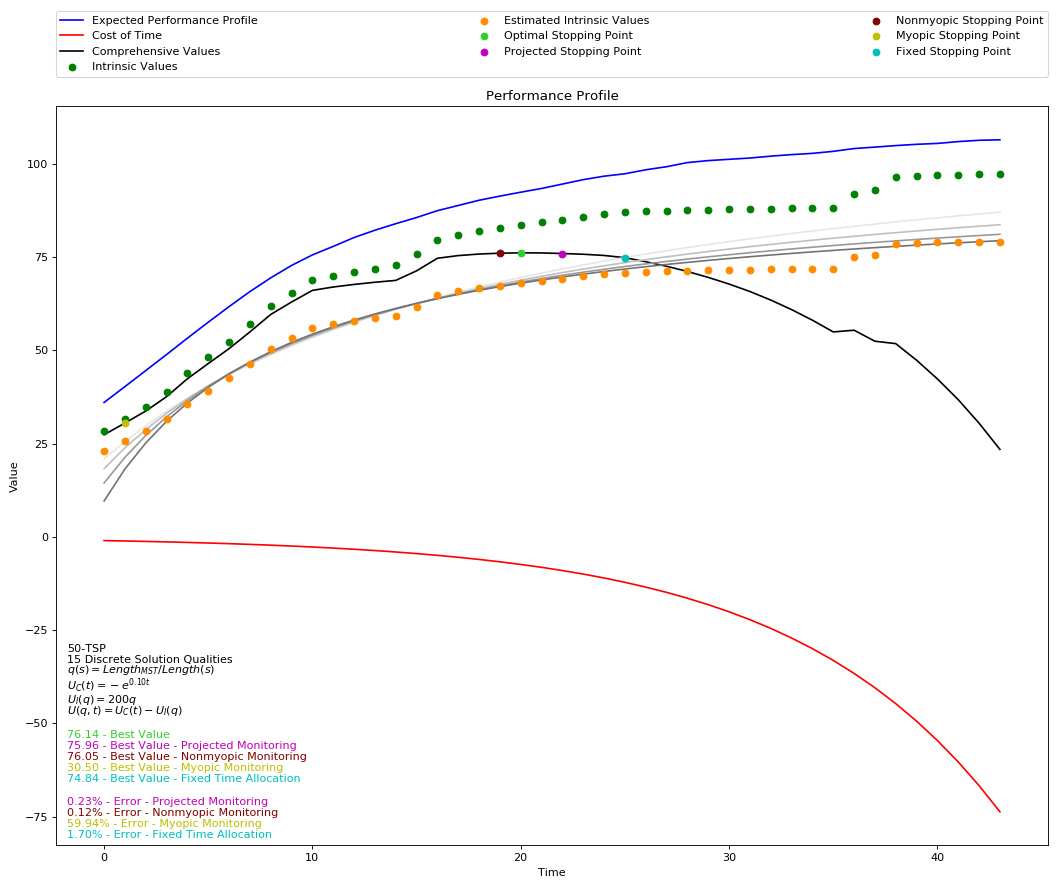 Expected Performance Profile
Cost of Time
Comprehensive Values
Intrinsic Values
Estimated Intrinsic Values
Optimal Stopping Point
Projected Stopping Point
Nonmyopic Stopping Point
Myopic Stopping Point
Fixed Stopping Point
Performance Profile
100
75
50
25
0
−25
−50
−75
Value
50-TSP
15 Discrete Solution Qualities
q(s) = Length_{MST}/Length(s)
U_C(t) = −e^{0.10t}
U_I(q) = 200q
U(q, t) = U_C(t) − U_I(q)
76.14 - Best Value
75.96 - Best Value - Projected Monitoring
76.05 - Best Value - Nonmyopic Monitoring
30.50 - Best Value - Myopic Monitoring
74.84 - Best Value - Fixed Time Allocation
0.23% - Error - Projected Monitoring
0.12% - Error - Nonmyopic Monitoring
59.94% - Error - Myopic Monitoring
1.70% - Error - Fixed Time Allocation
0 10 20 30 40
Time